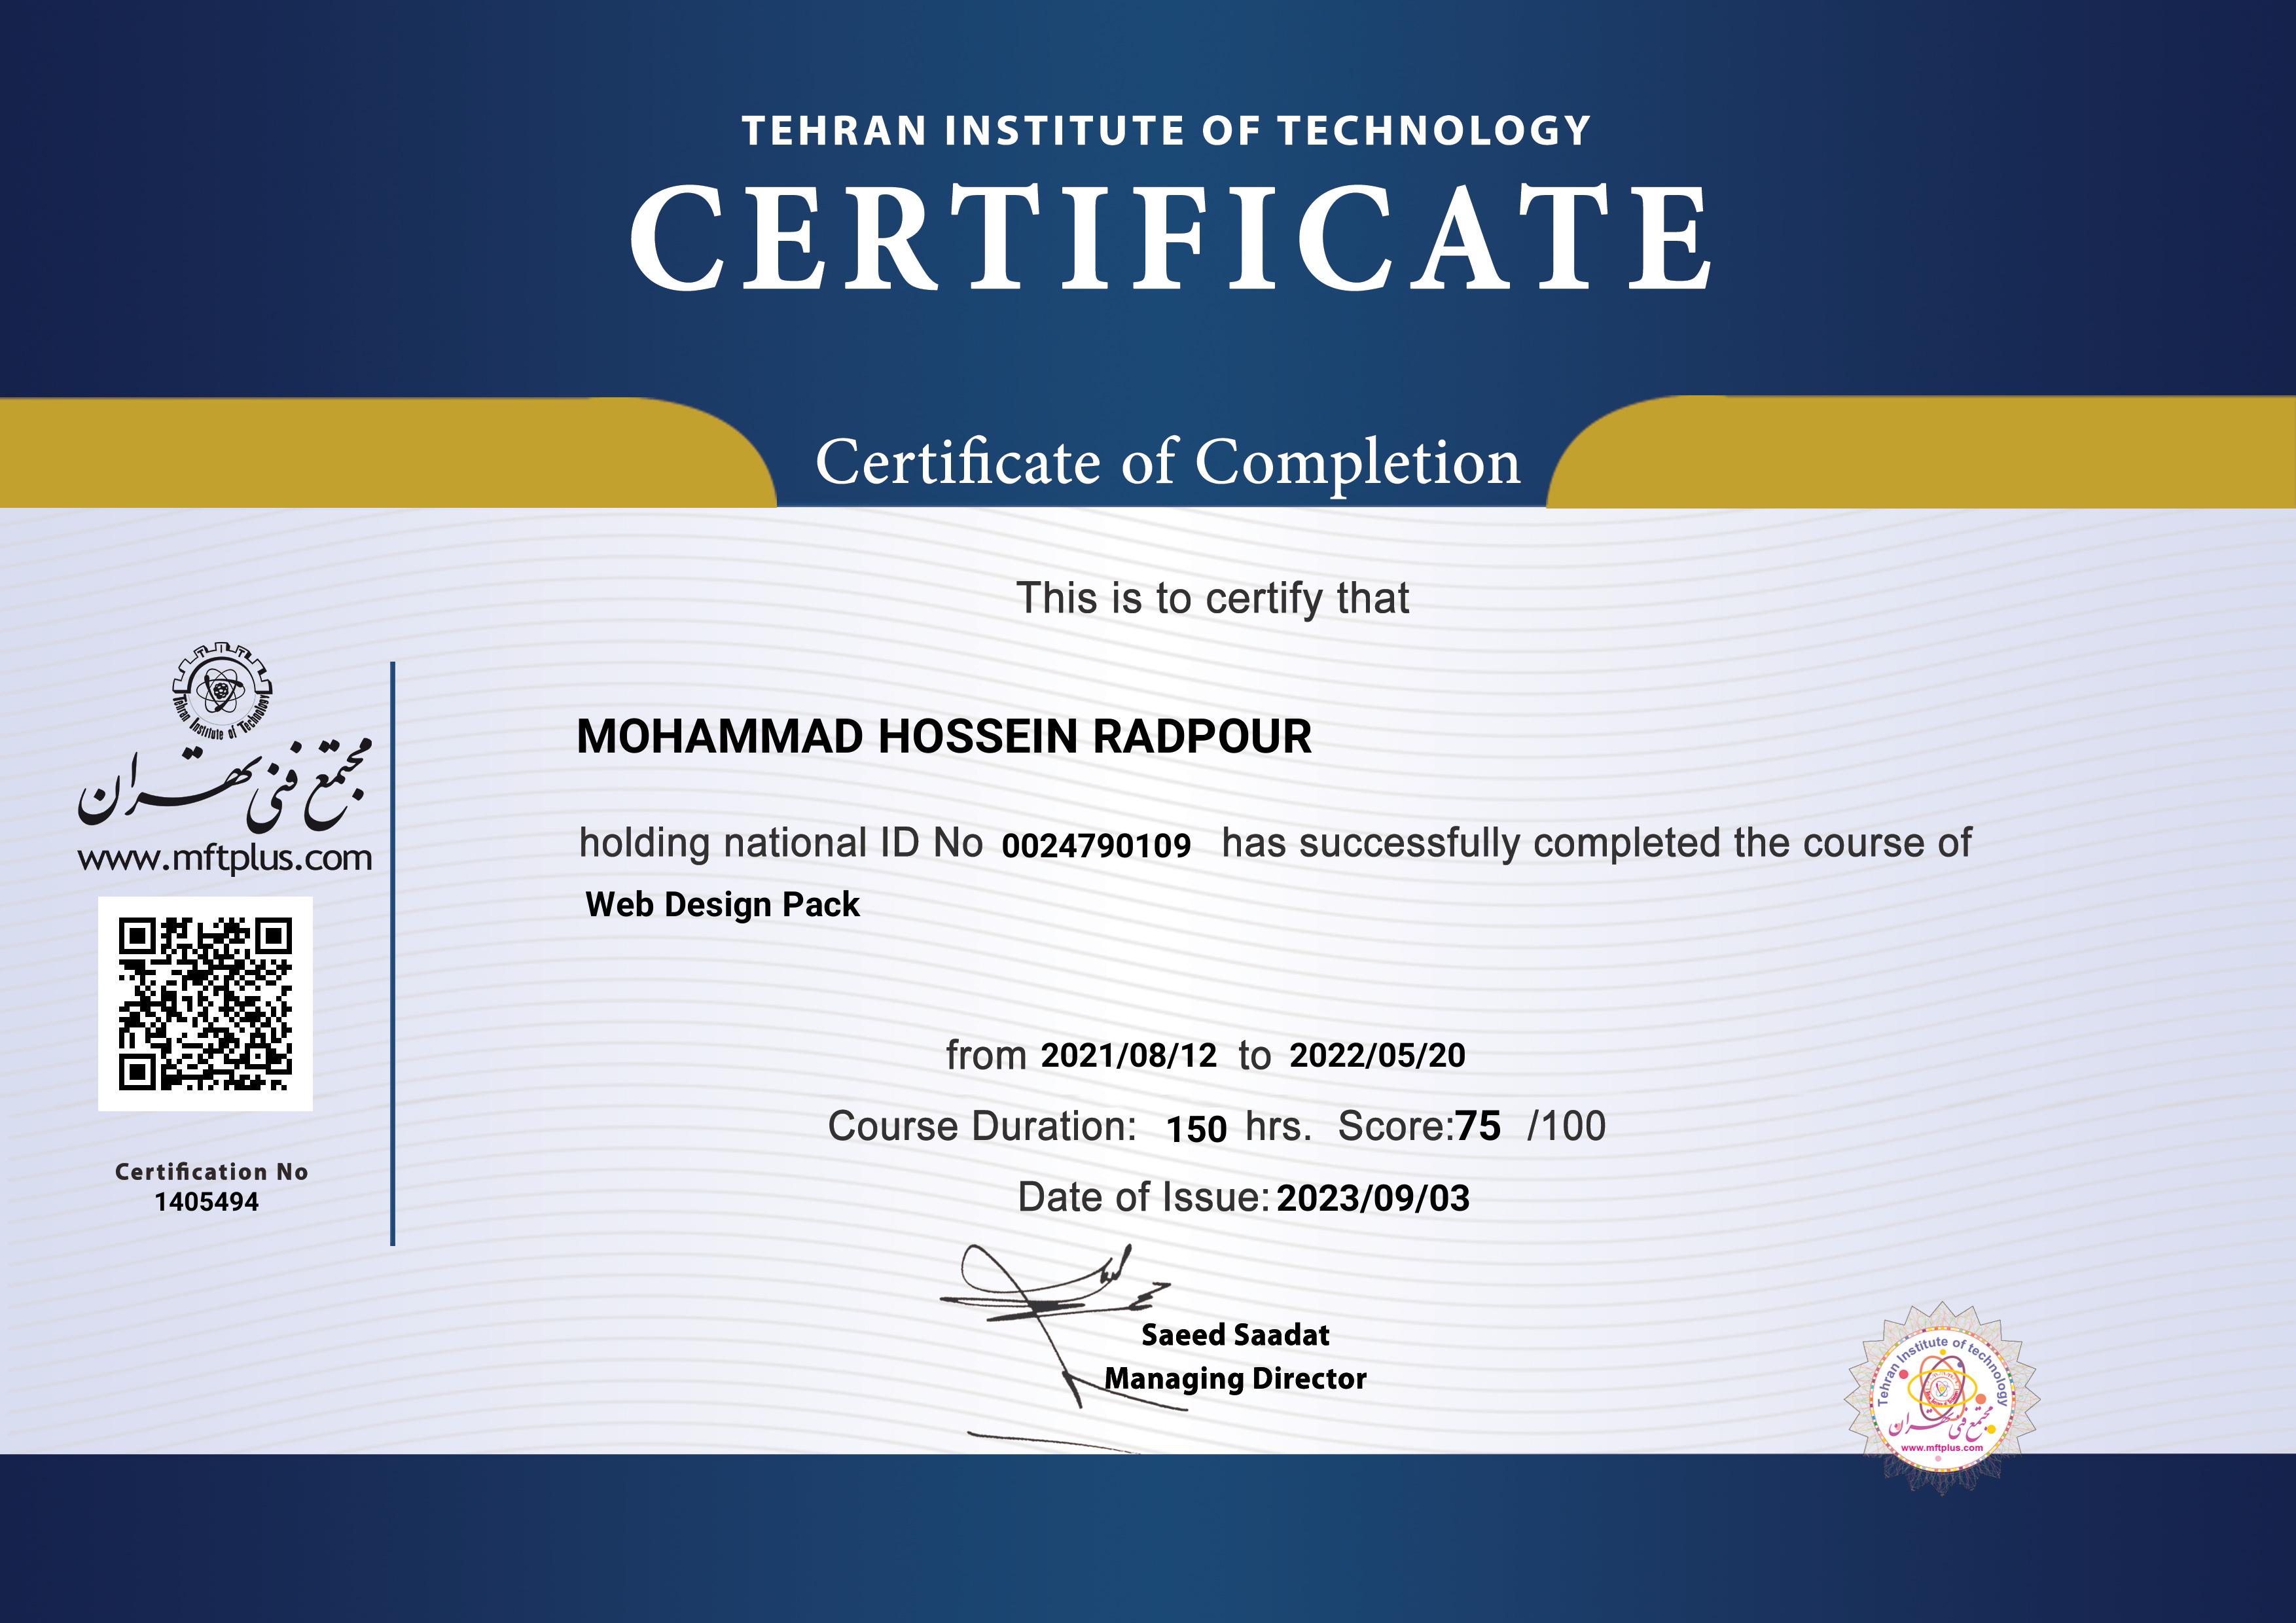 TEHRAN INSTITUTE OF TECHNOLOGY
CERTIFICATE
Certificate of Completion
This is to certify that
MOHAMMAD HOSSEIN RADPOUR
holding national ID No 0024790109 has successfully completed the course of
Web Design Pack
from 2021/08/12 to 2022/05/20
Course Duration: 150 hrs. Score:75 /100
Date of Issue: 2023/09/03
Saeed Saadat
Managing Director
Tehran Institute of Technology
مجتمع فنی تهران
www.mftplus.com
Certification No
1405494
Tehran Institute of technology
مجتمع فنی تهران
www.mftplus.com